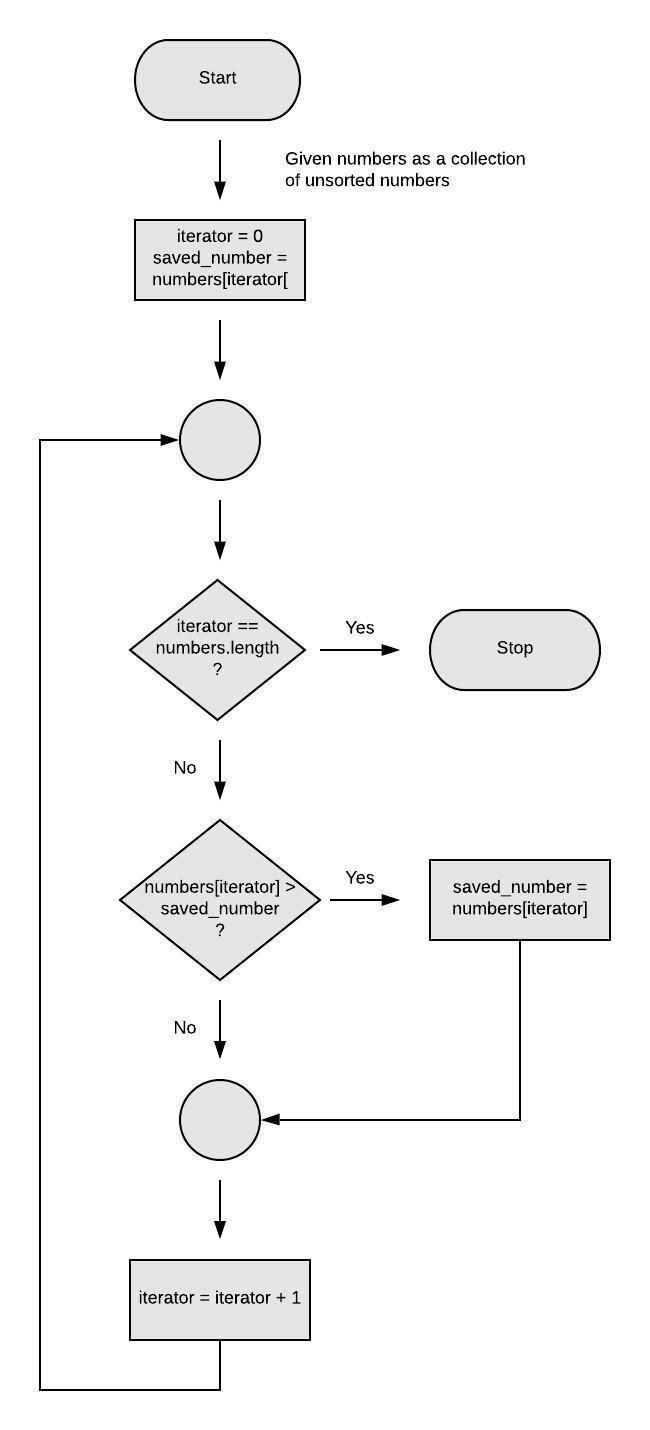 Start
Given numbers as a collection
of unsorted numbers
iterator = 0
saved_number =
numbers[iterator[
iterator ==
numbers.length
?
Yes
Stop
No
numbers[iterator] >
saved_number
?
Yes
saved_number =
numbers[iterator]
No
iterator = iterator + 1